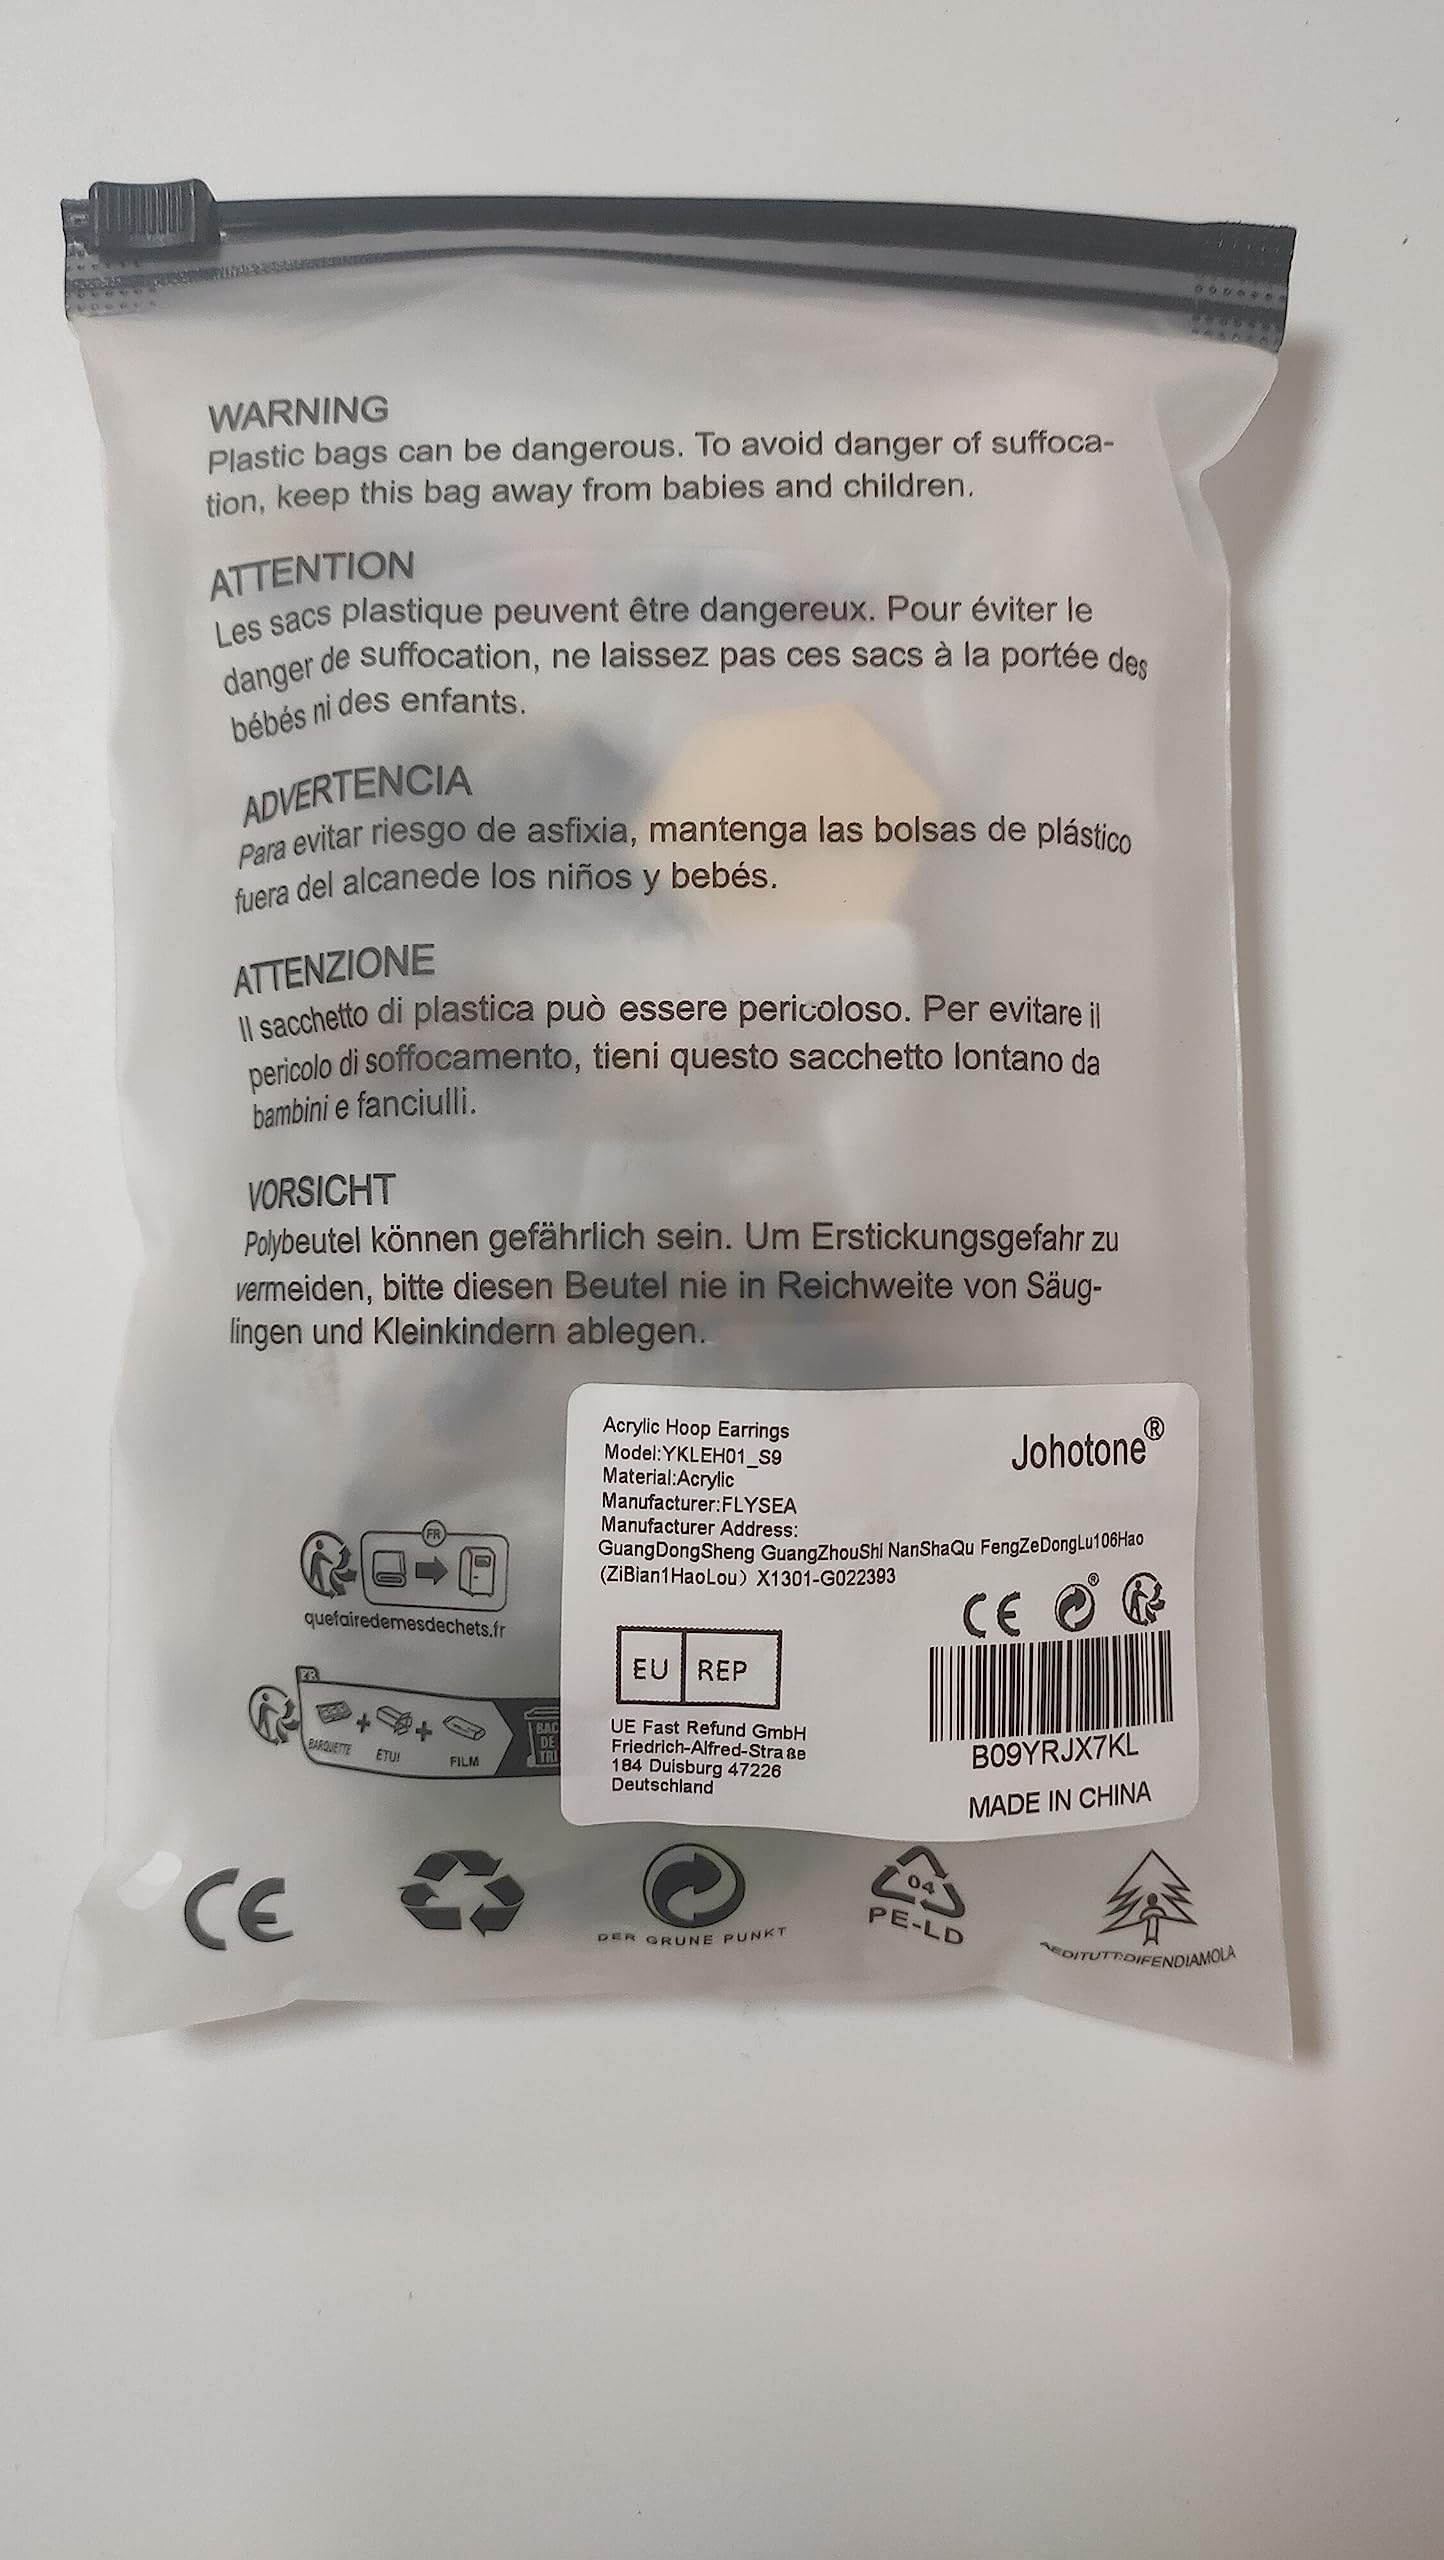 WARNING
Plastic bags can be dangerous. To avoid danger of suffoca-
tion, keep this bag away from babies and children.
ATTENTION
Les sacs plastique peuvent être dangereux. Pour éviter le
danger de suffocation, ne laissez pas ces sacs à la portée des
bébés ni des enfants.
ADVERTENCIA
Para evitar riesgo de asfixia, mantenga las bolsas de plástico
fuera del alcanede los niños y bebés.
ATTENZIONE
Il sacchetto di plastica può essere pericoloso. Per evitare il
pericolo di soffocamento, tieni questo sacchetto lontano da
bambini e fanciulli.
VORSICHT
Polybeutel können gefährlich sein. Um Erstickungsgefahr zu
vermeiden, bitte diesen Beutel nie in Reichweite von Säug-
lingen und Kleinkindern ablegen.
Acrylic Hoop Earrings
Model:YKLEH01_S9
Material:Acrylic
Manufacturer:FLYSEA
Manufacturer Address:
GuangDongSheng GuangZhouShi NanShaQu FengZeDongLu106Hao
(ZiBian1HaoLou) X1301-G022393
Johotone®
CE
EU REP
UE Fast Refund GmbH
Friedrich-Alfred-Straße
184 Duisburg 47226
Deutschland
B09YRJX7KL
MADE IN CHINA
FR
quefairedemesdechets.fr
FR
BARQUETTE + ÉTUI + FILM
BAC
DE
TRI
CE
DER GRUNE PUNKT
04
PE-LD